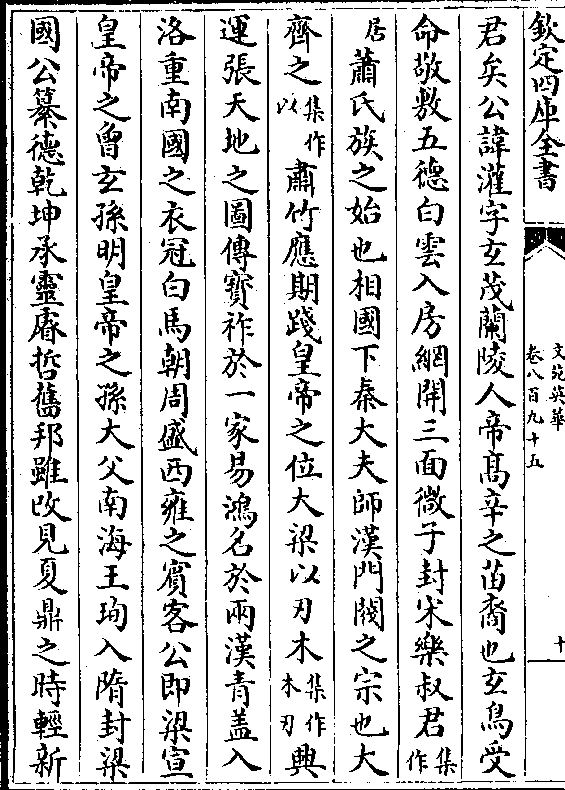 欽定四庫全書
文苑英華
卷八百九十五
十
君矣公諱灌字玄茂蘭陵人帝髙辛之苗裔也玄鳥受
命敬敷五德白雲入房網開三面微子封宋樂叔君集作
居蕭氏族之始也相國下秦大夫師漢門閥之宗也大
齊之集作以肅竹應期踐皇帝之位大梁以刃木集作木刃興
運張天地之圖傳寳祚於一家易鴻名於兩漢青盖入
洛重南國之衣冠白馬朝周盛西雍之賓客公即梁宣
皇帝之曾玄孫明皇帝之孫大父南海王珣入隋封梁
國公纂德乾坤承靈睿哲舊邦雖改見夏鼎之時輕新